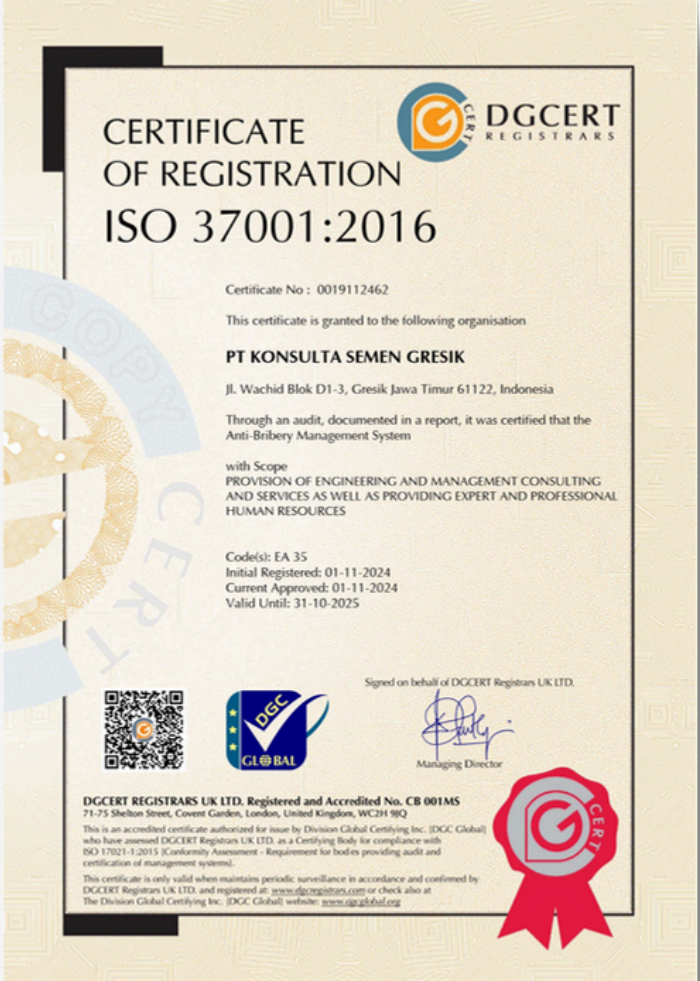 CERTIFICATE
OF REGISTRATION
ISO 37001:2016
CERT
DGCERT
REGISTRARS
Certificate No : 0019112462
This certificate is granted to the following organisation
PT KONSULTA SEMEN GRESIK
Jl. Wachid Blok D1-3, Gresik Jawa Timur 61122, Indonesia
Through an audit, documented in a report, it was certified that the
Anti-Bribery Management System
with Scope
PROVISION OF ENGINEERING AND MANAGEMENT CONSULTING
AND SERVICES AS WELL AS PROVIDING EXPERT AND PROFESSIONAL
HUMAN RESOURCES
COPY
CERT
Code(s): EA 35
Initial Registered: 01-11-2024
Current Approved: 01-11-2024
Valid Until: 31-10-2025
Signed on behalf of DGCERT Registrars UK LTD.
DGC
GLOBAL
Managing Director
DGCERT REGISTRARS UK LTD. Registered and Accredited No. CB 001MS
71-75 Shelton Street, Covent Garden, London, United Kingdom, WC2H 9JQ
This is an accredited certificate authorized for issue by Division Global Certifying Inc. [DGC Global]
who have assessed DGCERT Registrars UK LTD. as a Certifying Body for compliance with
ISO 17021-1:2015 [Conformity Assessment - Requirement for bodies providing audit and
certification of management systems].
This certificate is only valid when maintains periodic surveillance in accordance and confirmed by
DGCERT Registrars UK LTD. and registered at: www.dgcregistrars.com or check also at
The Division Global Certifying Inc. [DGC Global] website: www.dgcglobal.org
CERT